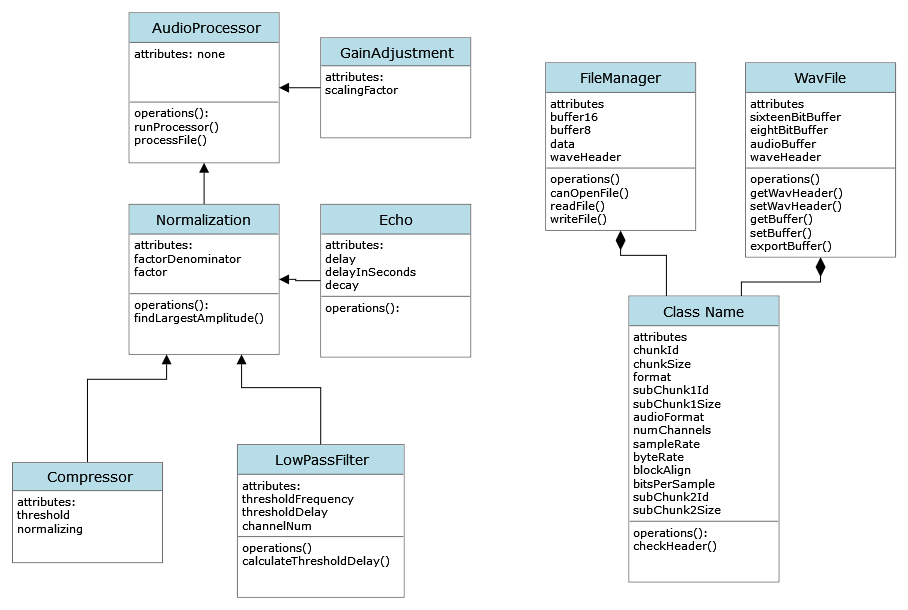 AudioProcessor
attributes: none
operations():
runProcessor()
processFile()
GainAdjustment
attributes:
scalingFactor
FileManager
attributes
buffer16
buffer8
data
waveHeader
operations()
canOpenFile()
readFile()
writeFile()
WavFile
attributes
sixteenBitBuffer
eightBitBuffer
audioBuffer
waveHeader
operations()
getWavHeader()
setWavHeader()
getBuffer()
setBuffer()
exportBuffer()
Normalization
attributes:
factorDenominator
factor
operations():
findLargestAmplitude()
Echo
attributes:
delay
delayInSeconds
decay
operations():
Class Name
attributes
chunkId
chunkSize
format
subChunk1Id
subChunk1Size
audioFormat
numChannels
sampleRate
byteRate
blockAlign
bitsPerSample
subChunk2Id
subChunk2Size
operations():
checkHeader()
Compressor
attributes:
threshold
normalizing
LowPassFilter
attributes:
thresholdFrequency
thresholdDelay
channelNum
operations()
calculateThresholdDelay()